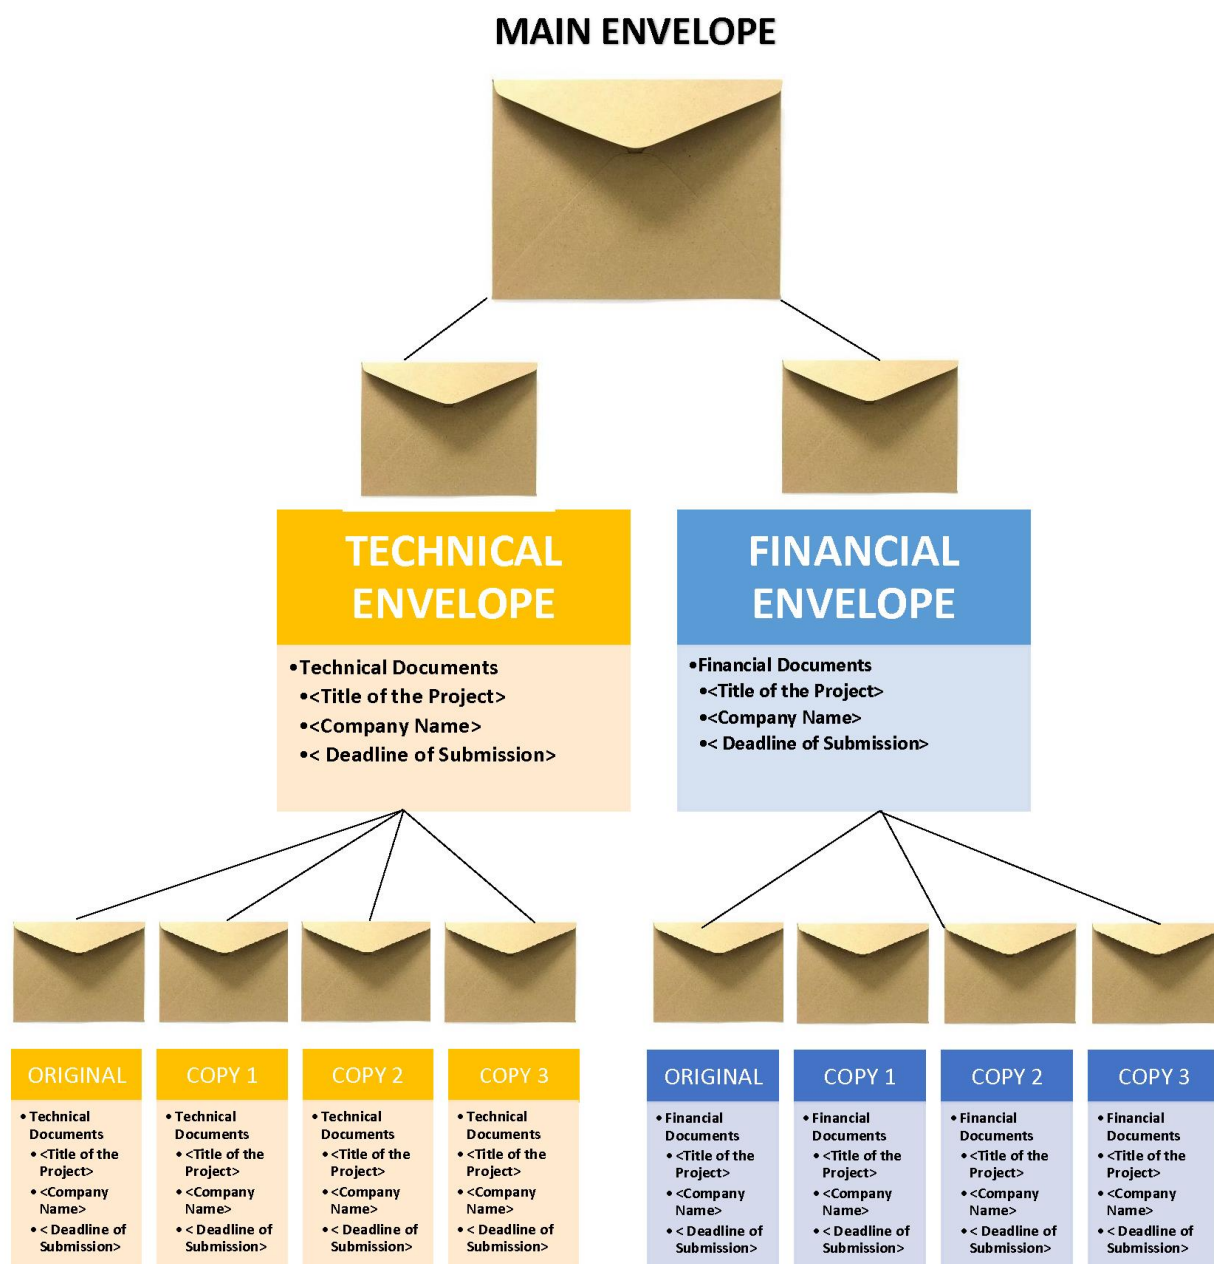 MAIN ENVELOPE
TECHNICAL
ENVELOPE
•Technical Documents
•<Title of the Project>
•<Company Name>
•< Deadline of Submission>
FINANCIAL
ENVELOPE
•Financial Documents
•<Title of the Project>
•<Company Name>
•< Deadline of Submission>
ORIGINAL
• Technical
Documents
• <Title of the
Project>
• <Company
Name>
• < Deadline of
Submission>
COPY 1
• Technical
Documents
• <Title of the
Project>
• <Company
Name>
• < Deadline of
Submission>
COPY 2
• Technical
Documents
• <Title of the
Project>
• <Company
Name>
• < Deadline of
Submission>
COPY 3
• Technical
Documents
• <Title of the
Project>
• <Company
Name>
• < Deadline of
Submission>
ORIGINAL
• Financial
Documents
• <Title of the
Project>
• <Company
Name>
• < Deadline of
Submission>
COPY 1
• Financial
Documents
• <Title of the
Project>
• <Company
Name>
• < Deadline of
Submission>
COPY 2
• Financial
Documents
• <Title of the
Project>
• <Company
Name>
• < Deadline of
Submission>
COPY 3
• Financial
Documents
• <Title of the
Project>
• <Company
Name>
• < Deadline of
Submission>